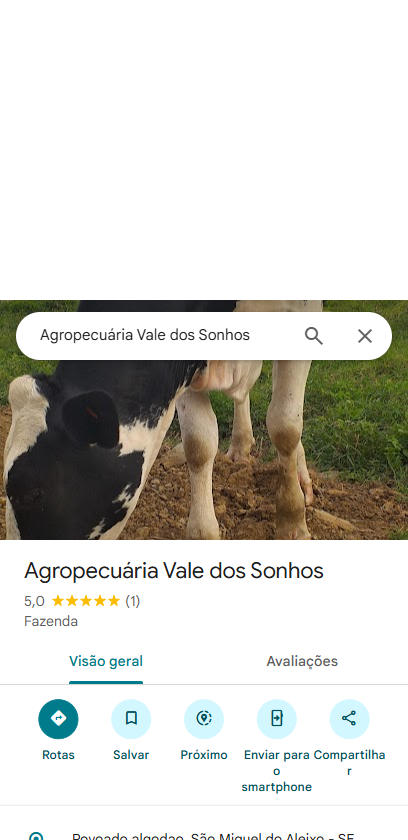 Agropecuária Vale dos Sonhos
Agropecuária Vale dos Sonhos
5,0 (1)
Fazenda
Visão geral Avaliações
Rotas Salvar Próximo Enviar para o smartphone Compartilhar
Povoado algodao, São Miguel do Aleixo - SE,